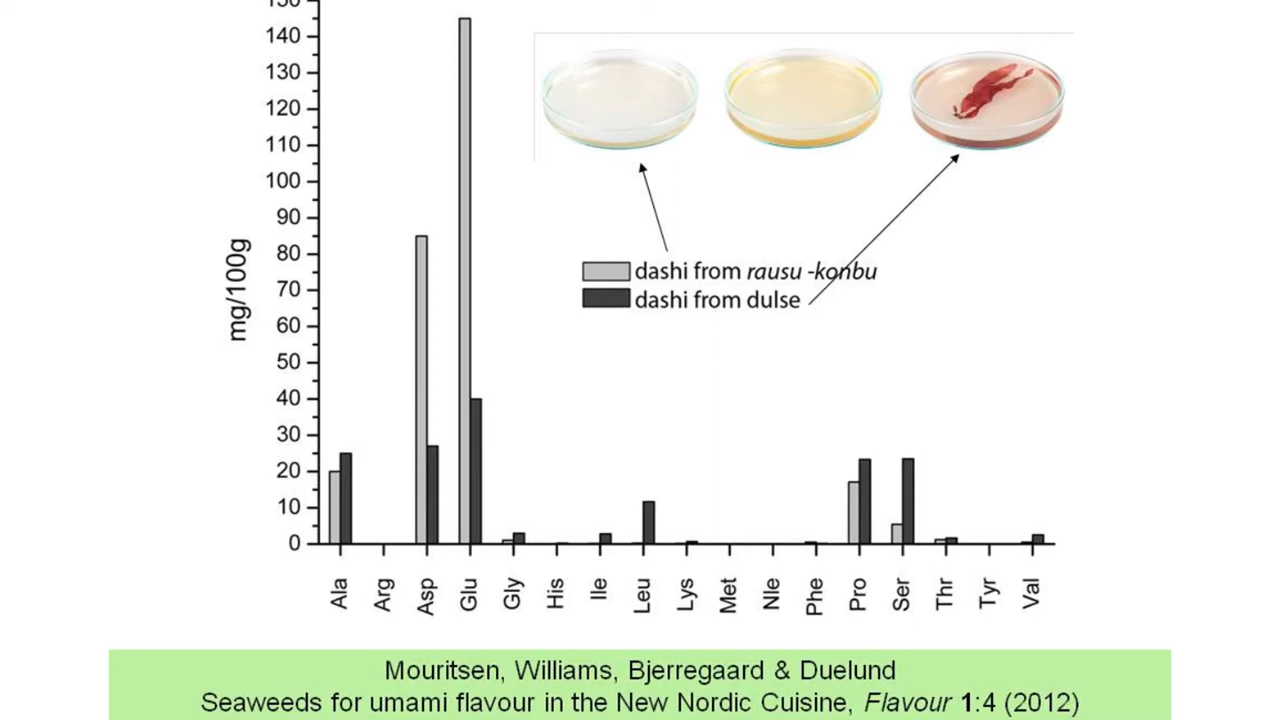 150
140
130
120
110
100
90
80
70
60
50
40
30
20
10
0
mg/100g
dashi from rausu -konbu
dashi from dulse
Ala Arg Asp Glu Gly His Ile Leu Lys Met Nle Phe Pro Ser Thr Tyr Val
Mouritsen, Williams, Bjerregaard & Duelund
Seaweeds for umami flavour in the New Nordic Cuisine, Flavour 1:4 (2012)